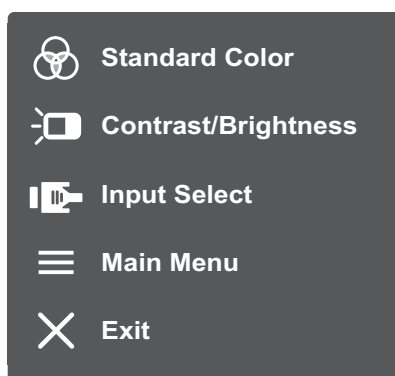 Standard Color
Contrast/Brightness
Input Select
Main Menu
Exit